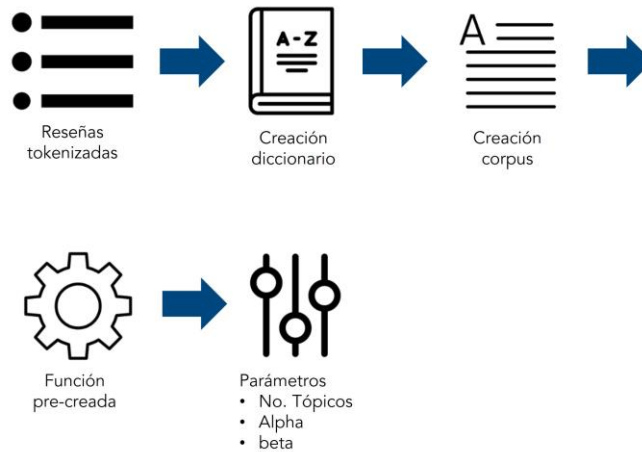 A-Z
A
Reseñas
tokenizadas
Creación
diccionario
Creación
corpus
Función
pre-creada
Parámetros
• No. Tópicos
• Alpha
• beta